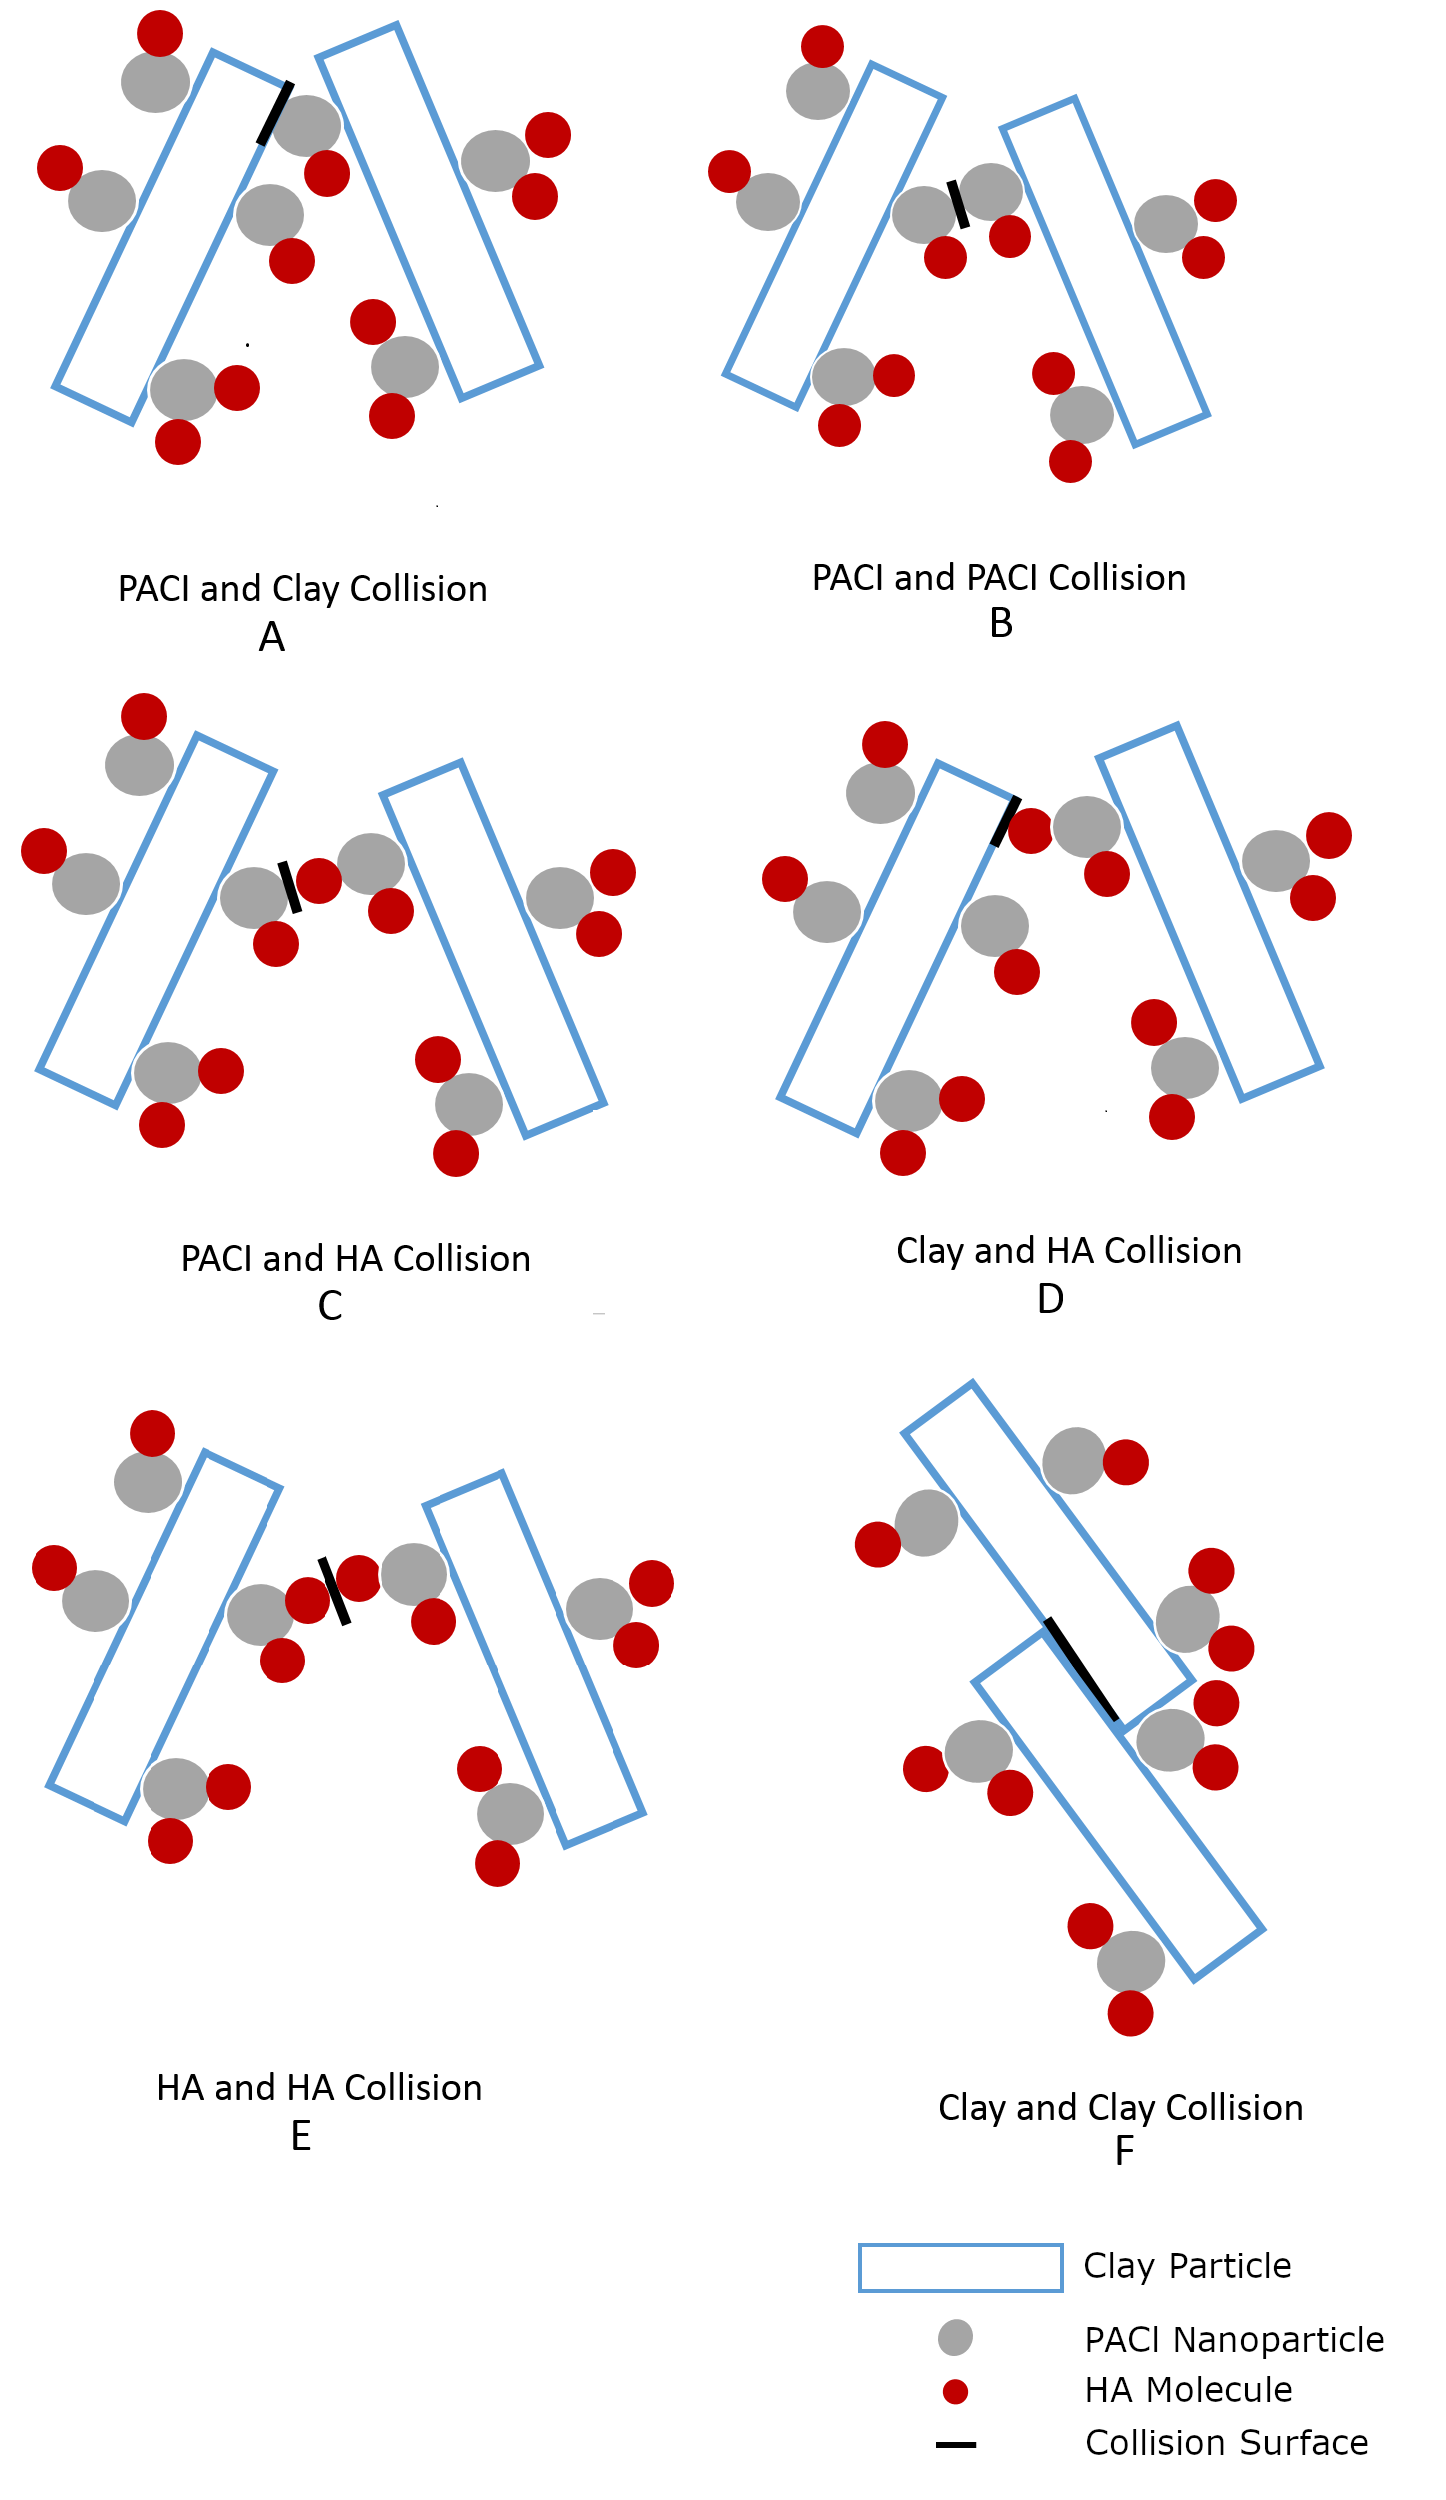 PACl and Clay Collision
A
PACl and PACl Collision
B
PACl and HA Collision
C
Clay and HA Collision
D
HA and HA Collision
E
Clay and Clay Collision
F
Clay Particle
PACl Nanoparticle
HA Molecule
Collision Surface